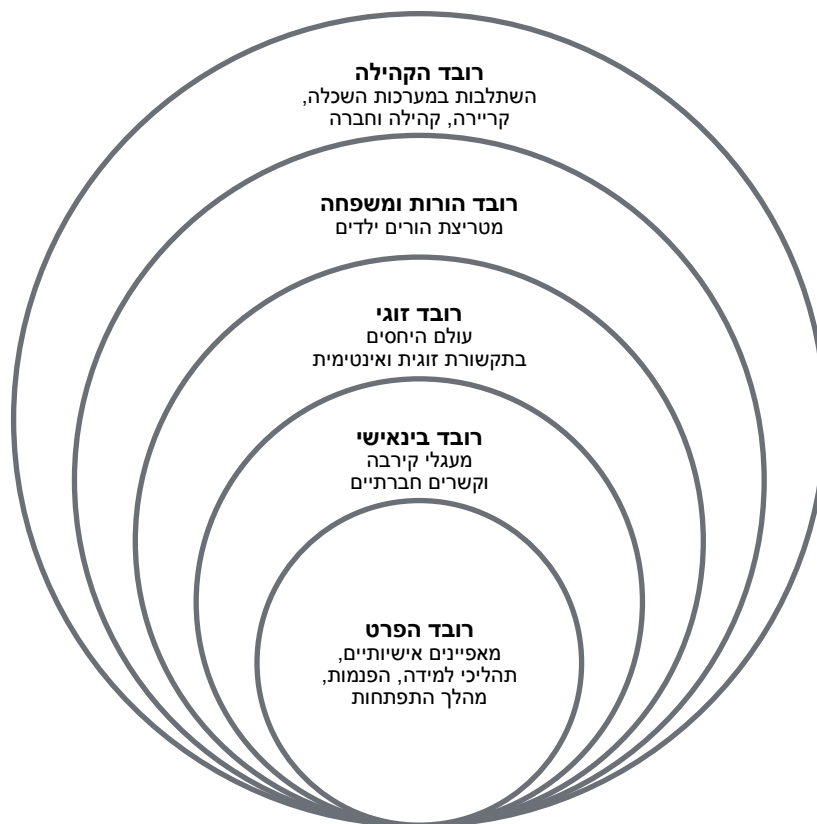 רובד הקהילה
השתלבות במערכות השכלה,
קריירה, קהילה וחברה
רובד הורות ומשפחה
מטריצת הורים ילדים
רובד זוגי
עולם היחסים
בתקשורת זוגית ואינטימית
רובד בינאישי
מעגלי קירבה
וקשרים חברתיים
רובד הפרט
מאפיינים אישיותיים,
תהליכי למידה, הפנמות,
מהלך התפתחות